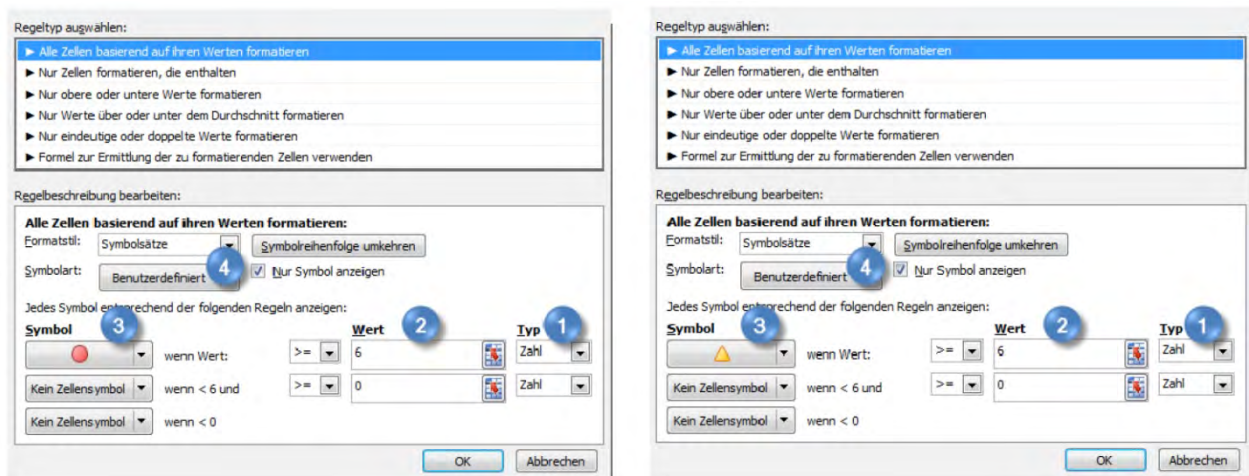 Regeltyp auswählen:
► Alle Zellen basierend auf ihren Werten formatieren
► Nur Zellen formatieren, die enthalten
► Nur obere oder untere Werte formatieren
► Nur Werte über oder unter dem Durchschnitt formatieren
► Nur eindeutige oder doppelte Werte formatieren
► Formel zur Ermittlung der zu formatierenden Zellen verwenden
Regelbeschreibung bearbeiten:
Alle Zellen basierend auf ihren Werten formatieren:
Formatstil: Symbolsätze Symbolreihenfolge umkehren
Symbolart: Benutzerdefiniert 4 Nur Symbol anzeigen
Jedes Symbol entsprechend der folgenden Regeln anzeigen:
Symbol 3 Wert 2 Typ 1
wenn Wert: >= 6 Zahl
Kein Zellensymbol wenn < 6 und >= 0 Zahl
Kein Zellensymbol wenn < 0
OK Abbrechen
Regeltyp auswählen:
► Alle Zellen basierend auf ihren Werten formatieren
► Nur Zellen formatieren, die enthalten
► Nur obere oder untere Werte formatieren
► Nur Werte über oder unter dem Durchschnitt formatieren
► Nur eindeutige oder doppelte Werte formatieren
► Formel zur Ermittlung der zu formatierenden Zellen verwenden
Regelbeschreibung bearbeiten:
Alle Zellen basierend auf ihren Werten formatieren:
Formatstil: Symbolsätze Symbolreihenfolge umkehren
Symbolart: Benutzerdefiniert 4 Nur Symbol anzeigen
Jedes Symbol entsprechend der folgenden Regeln anzeigen:
Symbol 3 Wert 2 Typ 1
wenn Wert: >= 6 Zahl
Kein Zellensymbol wenn < 6 und >= 0 Zahl
Kein Zellensymbol wenn < 0
OK Abbrechen